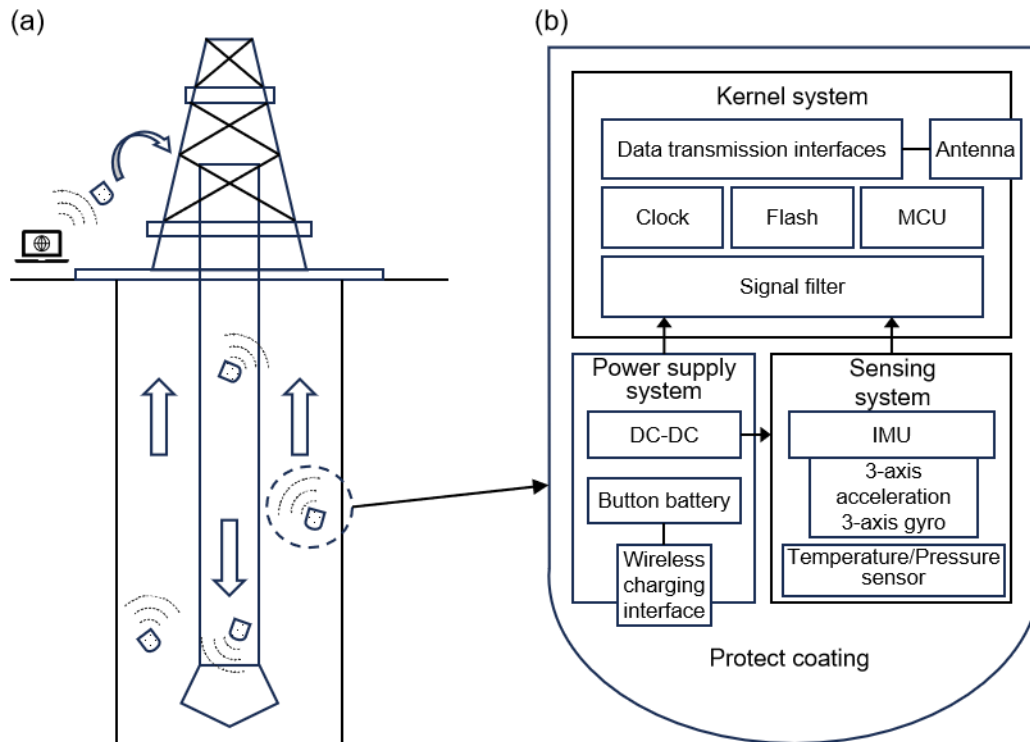 (a)
(b)
Kernel system
Data transmission interfaces
Antenna
Clock
Flash
MCU
Signal filter
Power supply
system
DC-DC
Button battery
Wireless
charging
interface
Sensing
system
IMU
3-axis
acceleration
3-axis gyro
Temperature/Pressure
sensor
Protect coating